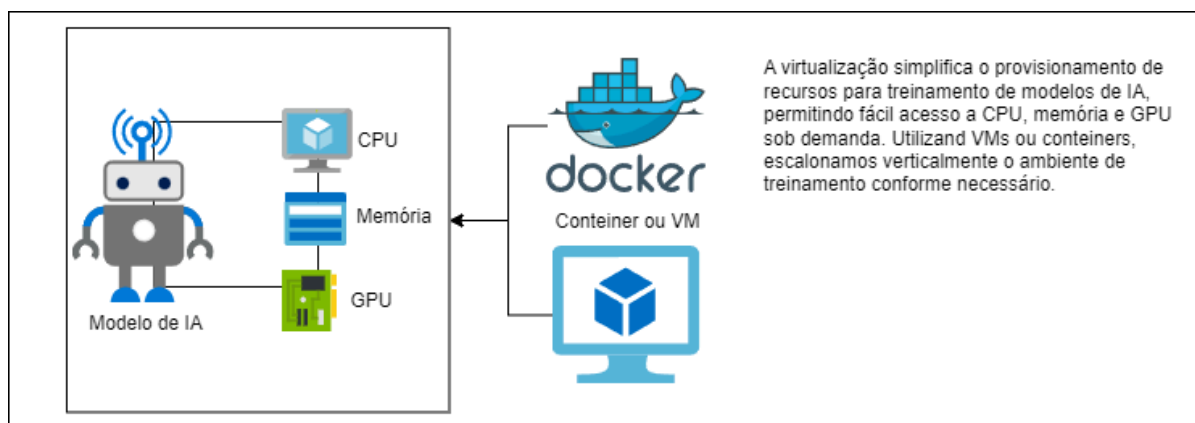 CPU
Memória
GPU
Modelo de IA
docker
Conteiner ou VM
A virtualização simplifica o provisionamento de
recursos para treinamento de modelos de IA,
permitindo fácil acesso a CPU, memória e GPU
sob demanda. Utilizand VMs ou conteiners,
escalonamos verticalmente o ambiente de
treinamento conforme necessário.